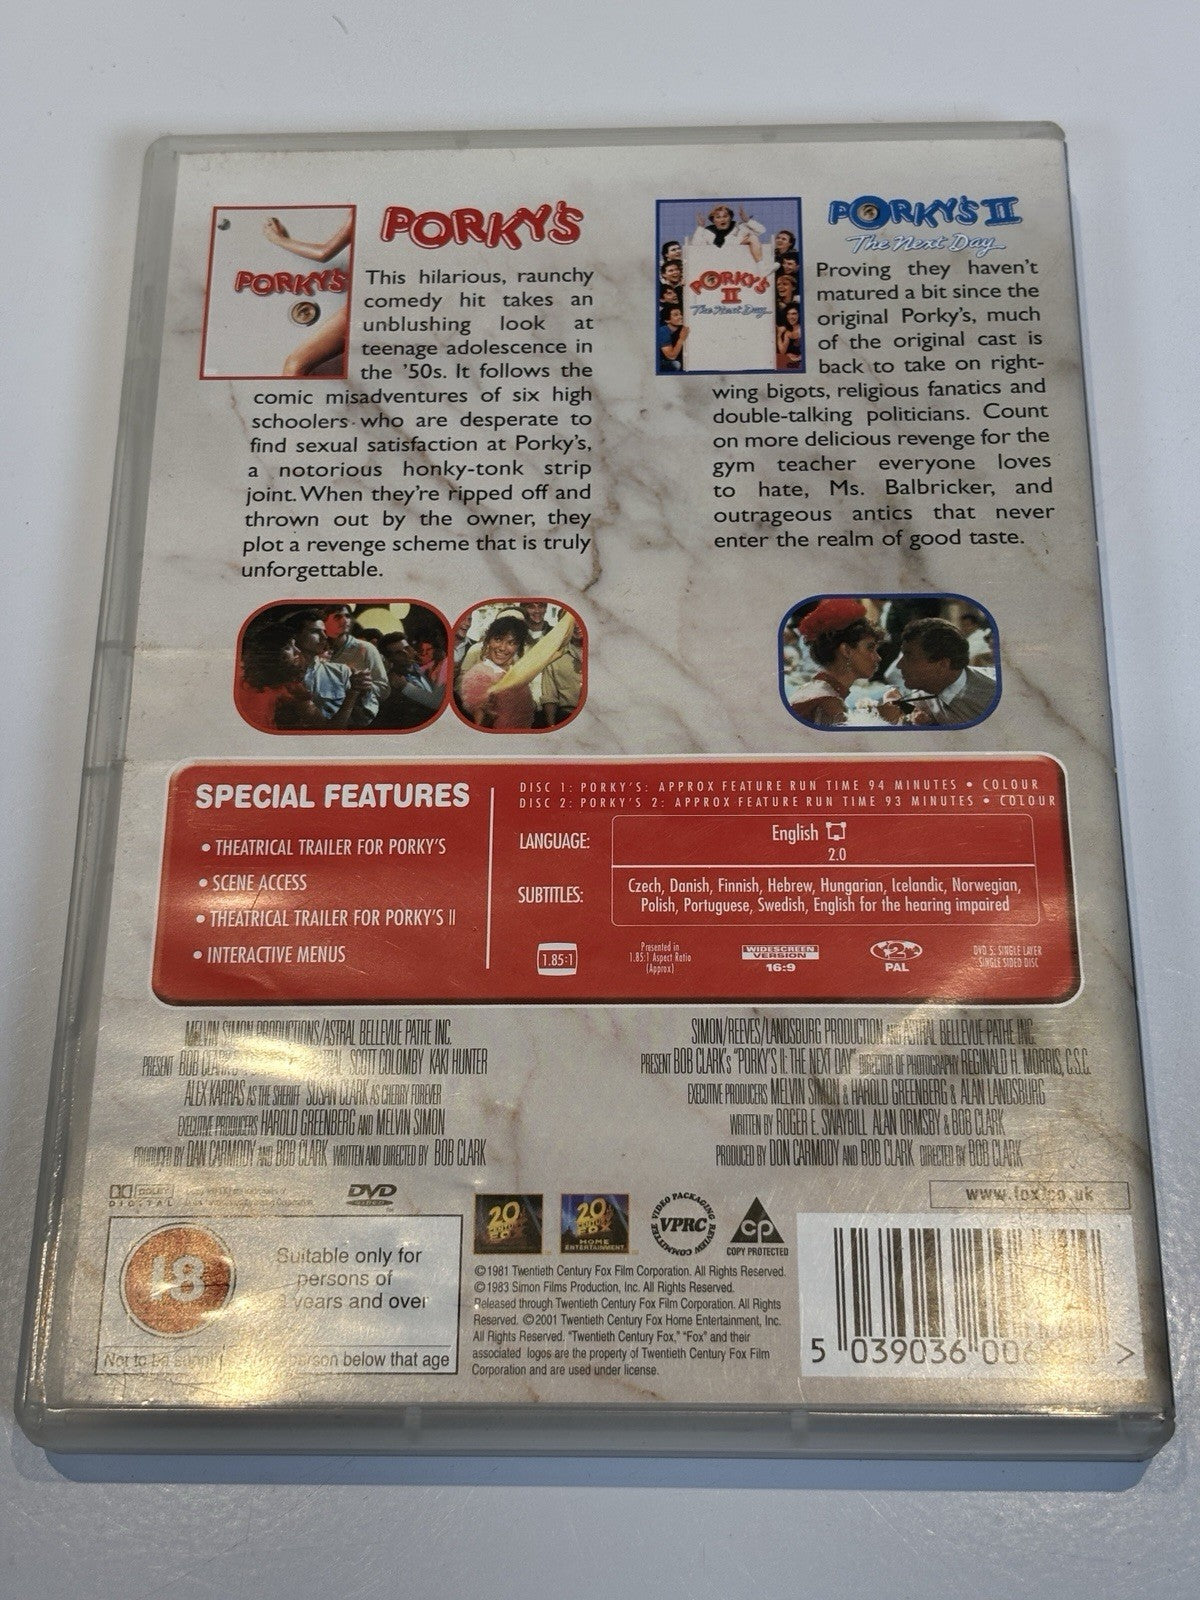 PORKY'S
PORKY'S
This hilarious, raunchy
comedy hit takes an
unblushing look at
teenage adolescence in
the '50s. It follows the
comic misadventures of six high
schoolers who are desperate to
find sexual satisfaction at Porky's,
a notorious honky-tonk strip
joint. When they're ripped off and
thrown out by the owner, they
plot a revenge scheme that is truly
unforgettable.
PORKY'S
II
The Next Day
PORKY'S II
The Next Day
Proving they haven't
matured a bit since the
original Porky's, much
of the original cast is
back to take on right-
wing bigots, religious fanatics and
double-talking politicians. Count
on more delicious revenge for the
gym teacher everyone loves
to hate, Ms. Balbricker, and
outrageous antics that never
enter the realm of good taste.
SPECIAL FEATURES
• THEATRICAL TRAILER FOR PORKY'S
• SCENE ACCESS
• THEATRICAL TRAILER FOR PORKY'S II
• INTERACTIVE MENUS
DISC 1: PORKY'S: APPROX FEATURE RUN TIME 94 MINUTES • COLOUR
DISC 2: PORKY'S 2: APPROX FEATURE RUN TIME 93 MINUTES • COLOUR
LANGUAGE:
English
2.0
SUBTITLES:
Czech, Danish, Finnish, Hebrew, Hungarian, Icelandic, Norwegian,
Polish, Portuguese, Swedish, English for the hearing impaired
1.85:1
Presented in
1.85:1 Aspect Ratio
(Approx)
WIDESCREEN
VERSION
16:9
2
PAL
DVD 5: SINGLE LAYER
SINGLE SIDED DISC
MELVIN SIMON PRODUCTIONS/ASTRAL BELLEVUE PATHE INC.
PRESENT BOB CLARK'S SCOTT COLOMBY KAKI HUNTER
ALEX KARRAS AS THE SHERIFF SUSAN CLARK AS CHERRY FOREVER
EXECUTIVE PRODUCERS HAROLD GREENBERG AND MELVIN SIMON
PRODUCED BY DAN CARMODY AND BOB CLARK WRITTEN AND DIRECTED BY BOB CLARK
SIMON/REEVES/LANDSBURG PRODUCTION AND ASTRAL BELLEVUE-PATHE INC.
PRESENT BOB CLARK's "PORKY'S II: THE NEXT DAY" DIRECTOR OF PHOTOGRAPHY REGINALD H. MORRIS, C.S.C.
EXECUTIVE PRODUCERS MELVIN SIMON & HAROLD GREENBERG & ALAN LANDSBURG
WRITTEN BY ROGER E. SWAYBILL ALAN ORMSBY & BOB CLARK
PRODUCED BY DON CARMODY AND BOB CLARK DIRECTED BY BOB CLARK
DOLBY
DIGITAL
DVD
VIDEO
18
Suitable only for
persons of
years and over
Not to be person below that age
20TH CENTURY FOX
20TH CENTURY FOX
HOME
ENTERTAINMENT
VIDEO PACKAGING REVIEW COMMITTEE
VPRC
CP
COPY PROTECTED
©1981 Twentieth Century Fox Film Corporation. All Rights Reserved.
©1983 Simon Films Production, Inc. All Rights Reserved.
Released through Twentieth Century Fox Film Corporation. All Rights
Reserved. ©2001 Twentieth Century Fox Home Entertainment, Inc.
All Rights Reserved. "Twentieth Century Fox," "Fox" and their
associated logos are the property of Twentieth Century Fox Film
Corporation and are used under license.
www.fox.co.uk
5 039036 00 >